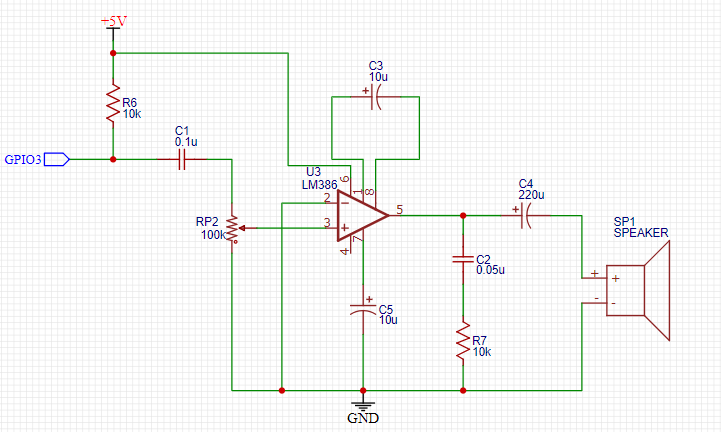 +5V
C3
10u
R6
10k
C1
0.1u
GPIO3
U3
LM386
6
1
8
2
3
5
7
4
RP2
100k
C4
220u
SP1
SPEAKER
+
+
-
-
C2
0.05u
C5
10u
R7
10k
GND